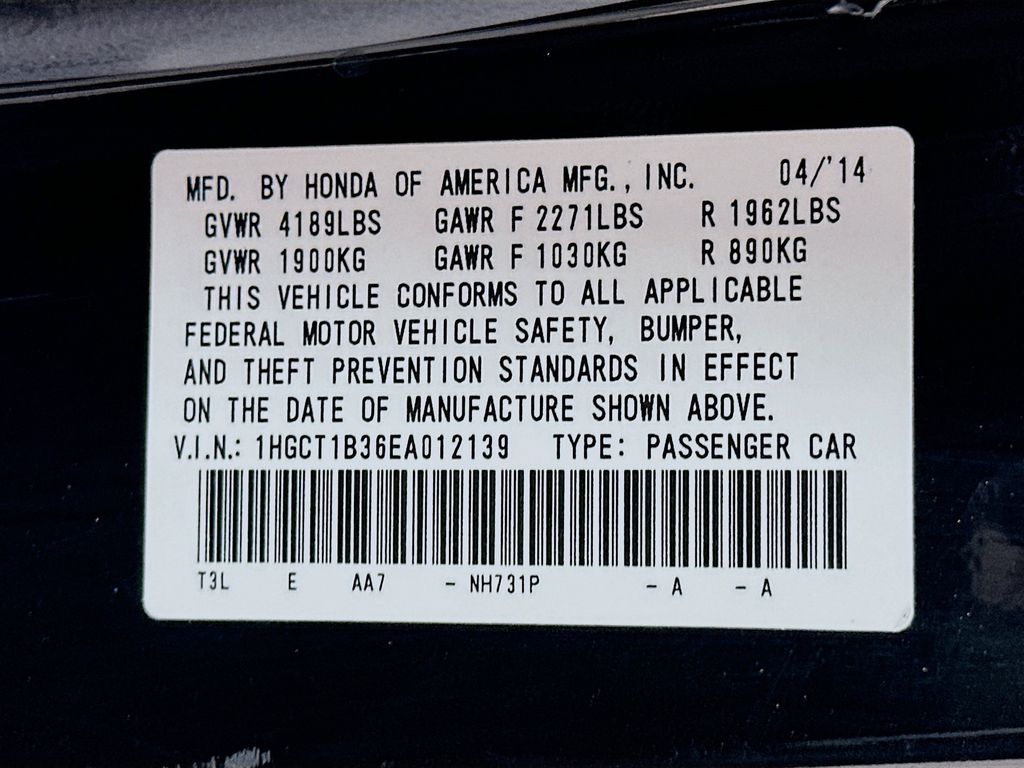 MFD. BY HONDA OF AMERICA MFG., INC. 04/'14
GVWR 4189LBS GAWR F 2271LBS R 1962LBS
GVWR 1900KG GAWR F 1030KG R 890KG
THIS VEHICLE CONFORMS TO ALL APPLICABLE
FEDERAL MOTOR VEHICLE SAFETY, BUMPER,
AND THEFT PREVENTION STANDARDS IN EFFECT
ON THE DATE OF MANUFACTURE SHOWN ABOVE.
V.I.N.: 1HGCT1B36EA012139 TYPE: PASSENGER CAR
T3L E AA7 - NH731P - A - A